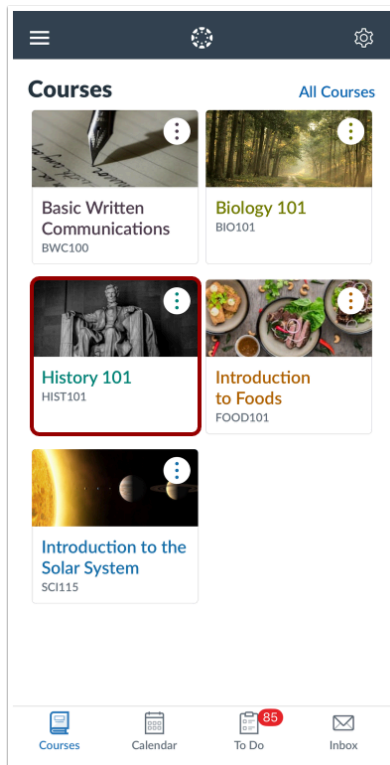 Courses
All Courses
Basic Written
Communications
BWC100
Biology 101
BIO101
History 101
HIST101
Introduction
to Foods
FOOD101
Introduction to the
Solar System
SCI115
85
Courses
Calendar
To Do
Inbox